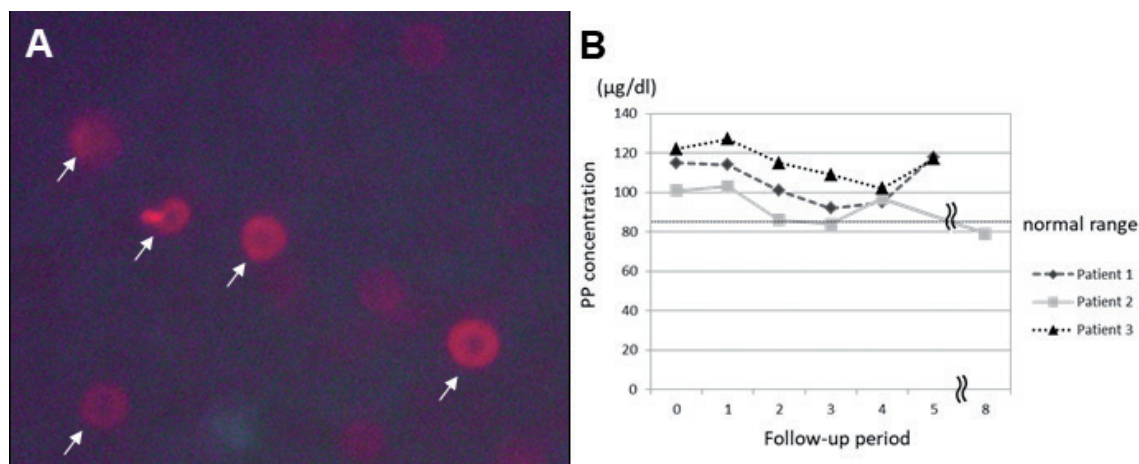 A
B
(µg/dl)
140
120
100
80
60
40
20
0
PP concentration
0 1 2 3 4 5 8
Follow-up period
normal range
Patient 1
Patient 2
Patient 3